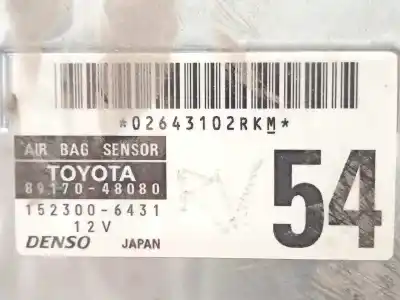 *02643102RKM*
AIR BAG SENSOR
TOYOTA
89170-48080
152300-6431
12V
DENSO JAPAN
54